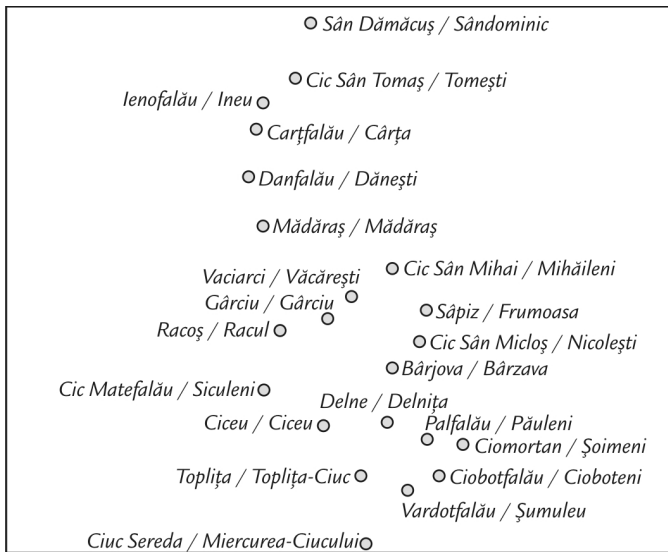 Sân Dămăcuş / Sândominic
Cic Sân Tomaş / Tomeşti
Ienofalău / Ineu
Carţfalău / Cârţa
Danfalău / Dăneşti
Mădăraş / Mădăraş
Cic Sân Mihai / Mihăileni
Vaciarci / Văcăreşti
Gârciu / Gârciu
Sâpiz / Frumoasa
Racoş / Racul
Cic Sân Micloş / Nicoleşti
Bârjova / Bârzava
Cic Matefalău / Siculeni
Delne / Delniţa
Ciceu / Ciceu
Palfalău / Păuleni
Ciomortan / Şoimeni
Topliţa / Topliţa-Ciuc
Ciobotfalău / Cioboteni
Vardotfalău / Şumuleu
Ciuc Sereda / Miercurea-Ciucului